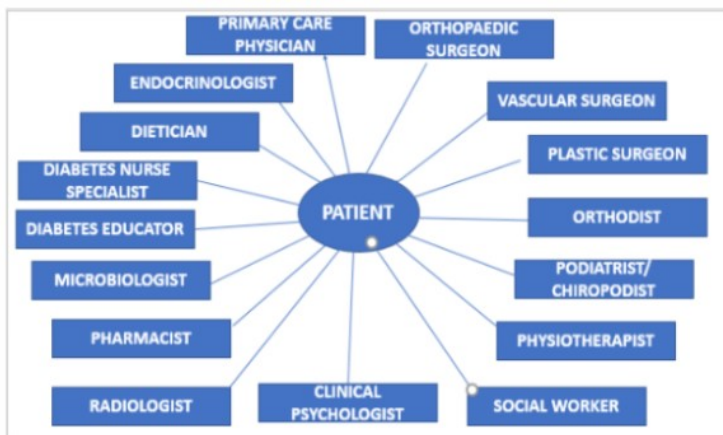 PRIMARY CARE
PHYSICIAN
ORTHOPAEDIC
SURGEON
ENDOCRINOLOGIST
VASCULAR SURGEON
DIETICIAN
PLASTIC SURGEON
DIABETES NURSE
SPECIALIST
PATIENT
ORTHODIST
DIABETES EDUCATOR
MICROBIOLOGIST
PODIATRIST/
CHIROPODIST
PHARMACIST
PHYSIOTHERAPIST
RADIOLOGIST
CLINICAL
PSYCHOLOGIST
SOCIAL WORKER